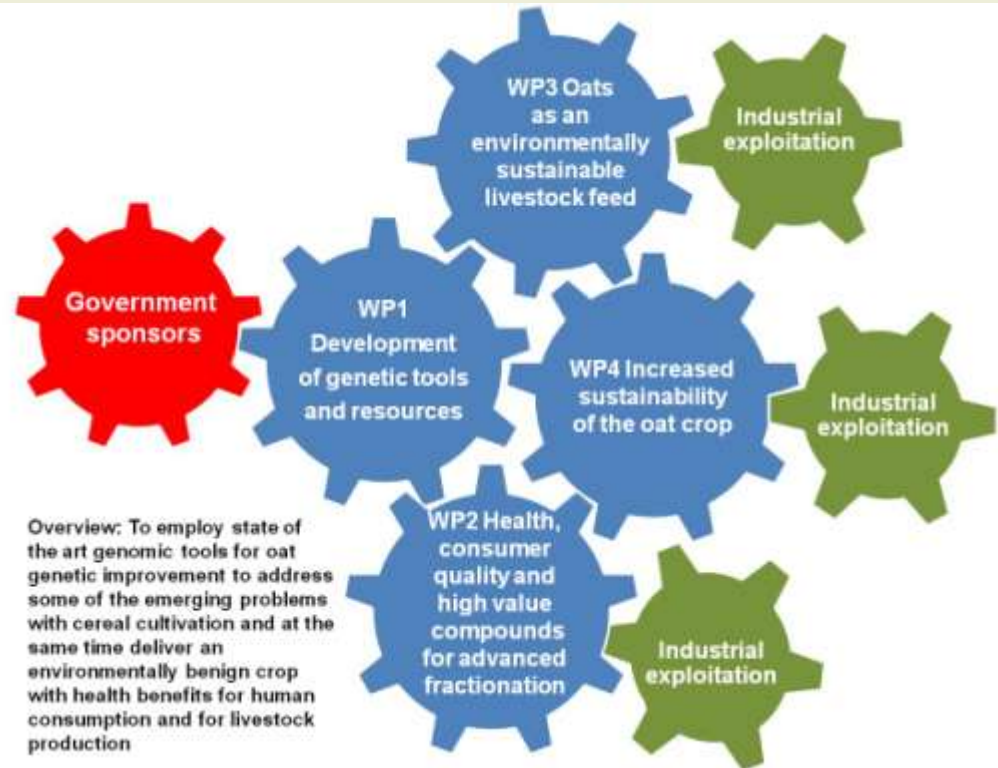 WP3 Oats
as an
environmentally
sustainable
livestock feed
Industrial
exploitation
Government
sponsors
WP1
Development
of genetic tools
and resources
WP4 Increased
sustainability
of the oat crop
Industrial
exploitation
WP2 Health,
consumer
quality and
high value
compounds
for advanced
fractionation
Industrial
exploitation
Overview: To employ state of
the art genomic tools for oat
genetic improvement to address
some of the emerging problems
with cereal cultivation and at the
same time deliver an
environmentally benign crop
with health benefits for human
consumption and for livestock
production